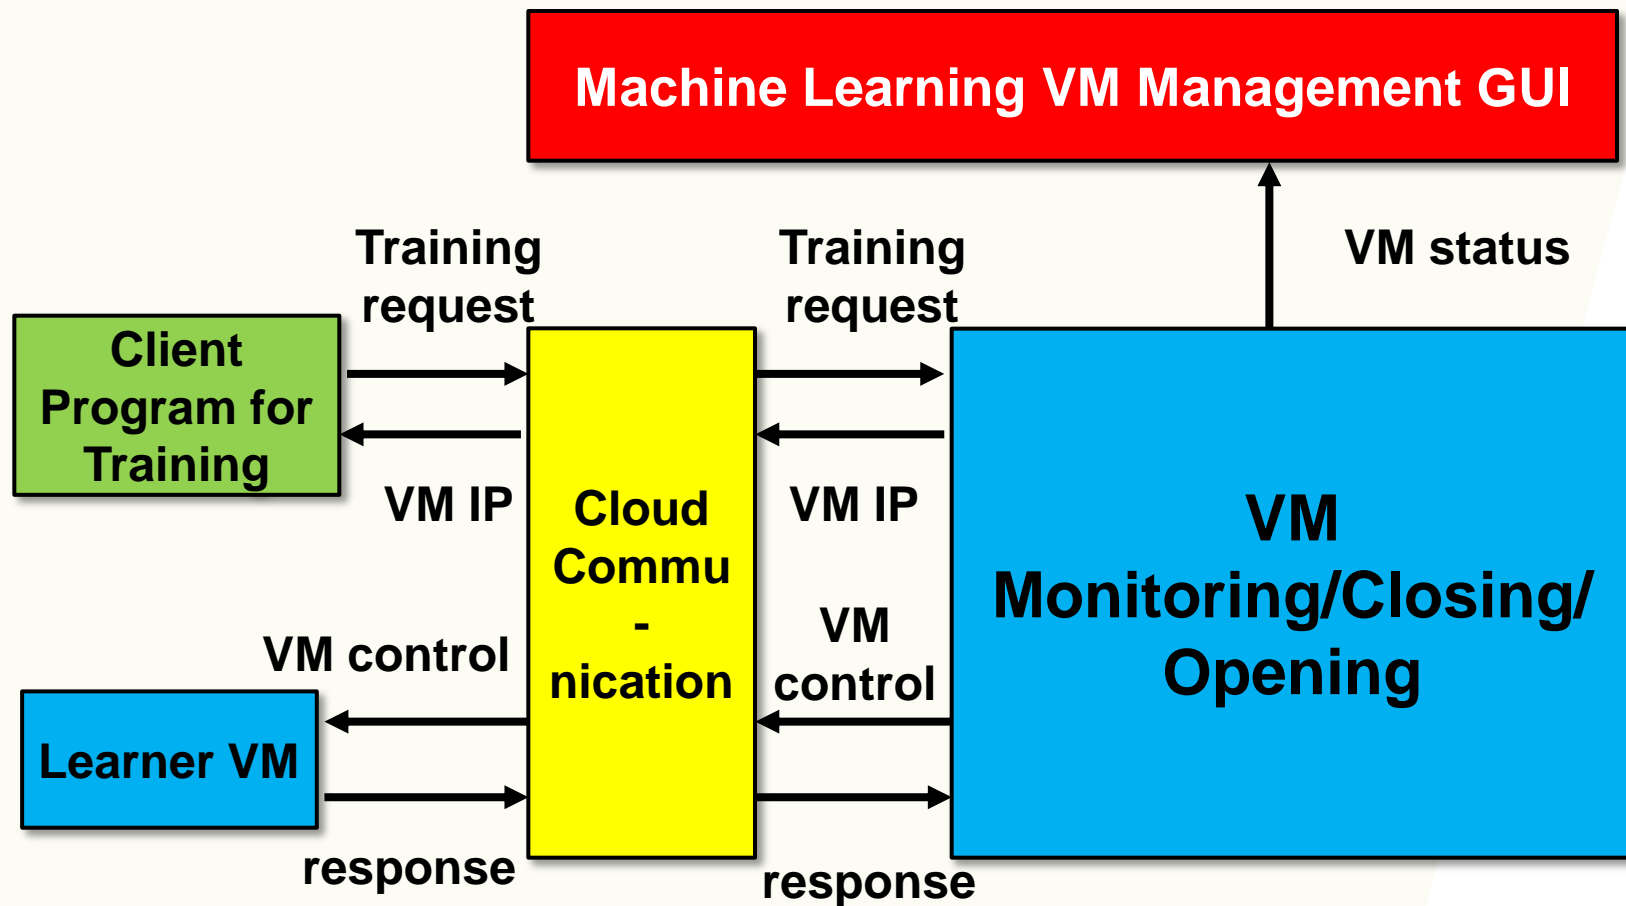 Machine Learning VM Management GUI
Training
request
Training
request
VM status
Client
Program for
Training
VM IP
VM IP
Cloud
Commu
-
nication
VM
Monitoring/Closing/
Opening
VM control
VM
control
Learner VM
response
response